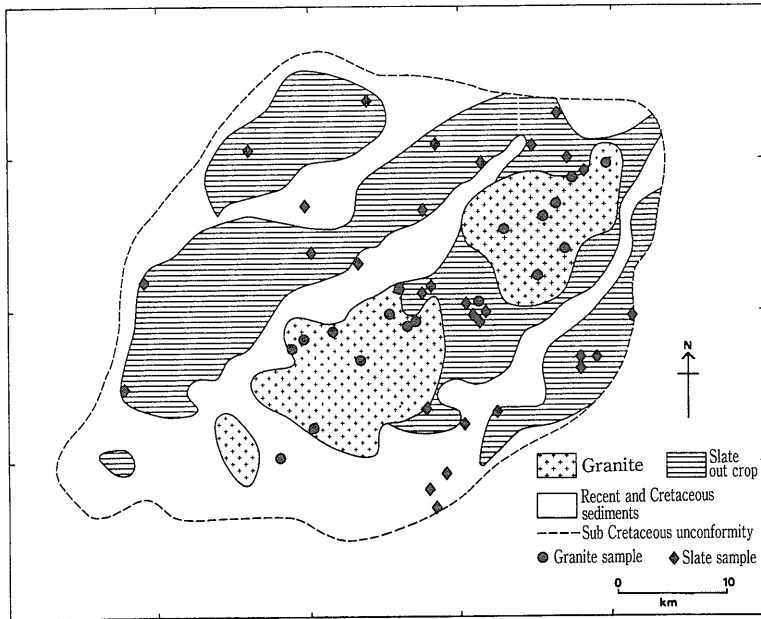 N
Granite
Slate
out crop
Recent and Cretaceous
sediments
Sub Cretaceous unconformity
Granite sample
Slate sample
0 10
km